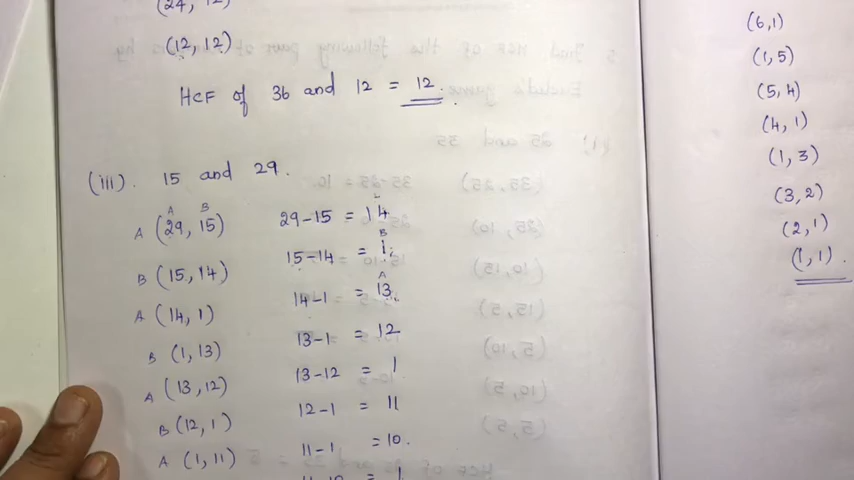 (24, 12)
(12, 12)
HCF of 36 and 12 = 12.
(iii). 15 and 29.
A B
A (29, 15) 29-15 = 14
B
B (15, 14) 15-14 = 1
A
A (14, 1) 14-1 = 13
B (1, 13) 13-1 = 12
A (13, 12) 13-12 = 1
B (12, 1) 12-1 = 11
A (1, 11) 11-1 = 10.
(6,1)
(1,5)
(5,4)
(4,1)
(1,3)
(3,2)
(2,1)
(1,1).